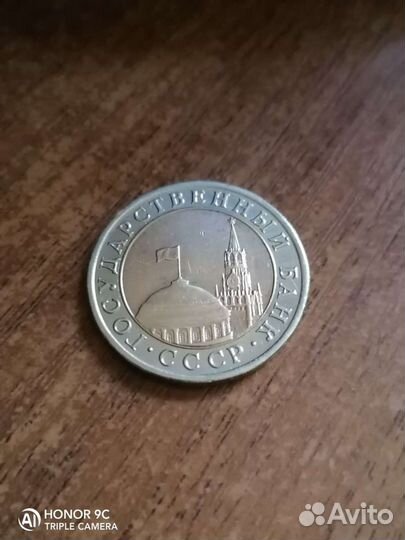 ГОСУДАРСТВЕННЫЙ БАНК
· СССР ·
HONOR 9C
TRIPLE CAMERA
Avito